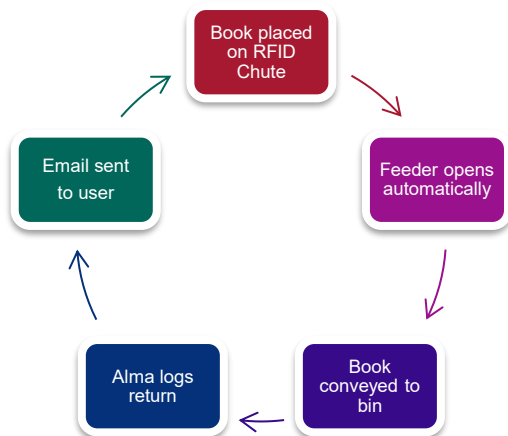 Book placed
on RFID
Chute
Feeder opens
automatically
Book
conveyed to
bin
Alma logs
return
Email sent
to user